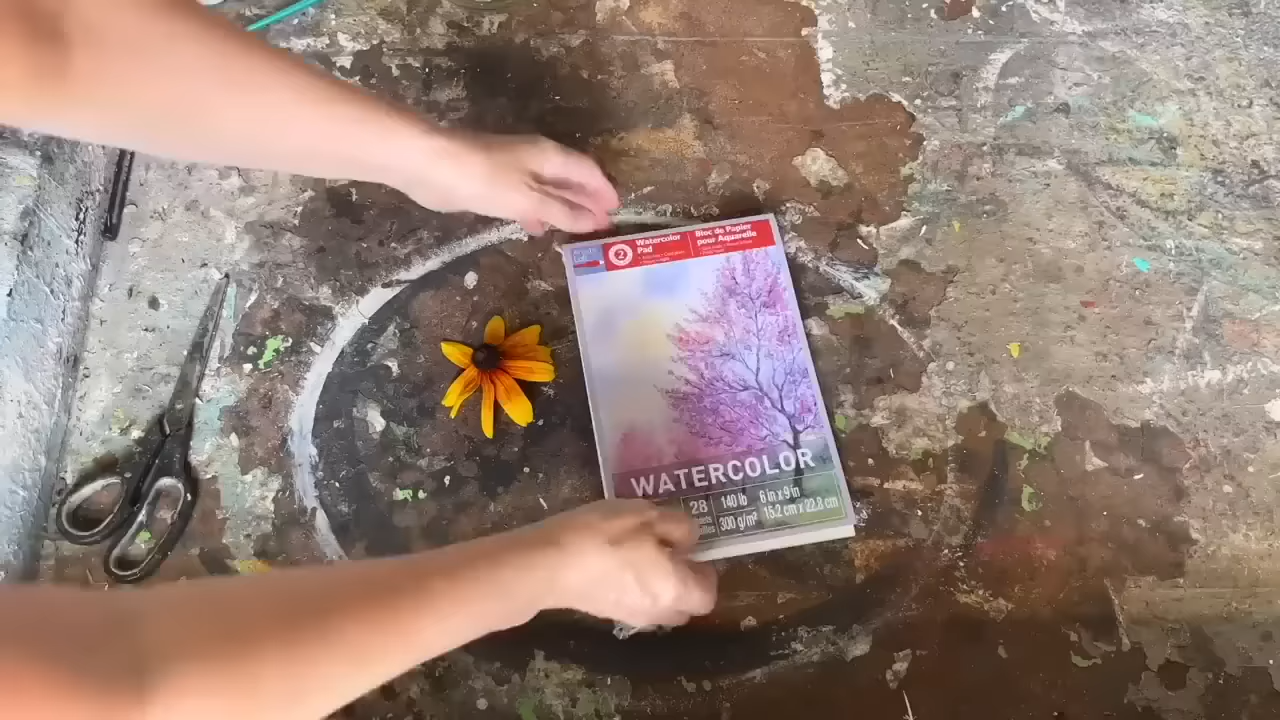 2
Watercolor
Pad
Bloc de Papier
pour Aquarelle
WATERCOLOR
28
140 lb
300 g/m²
6 in x 9 in
15.2 cm x 22.8 cm